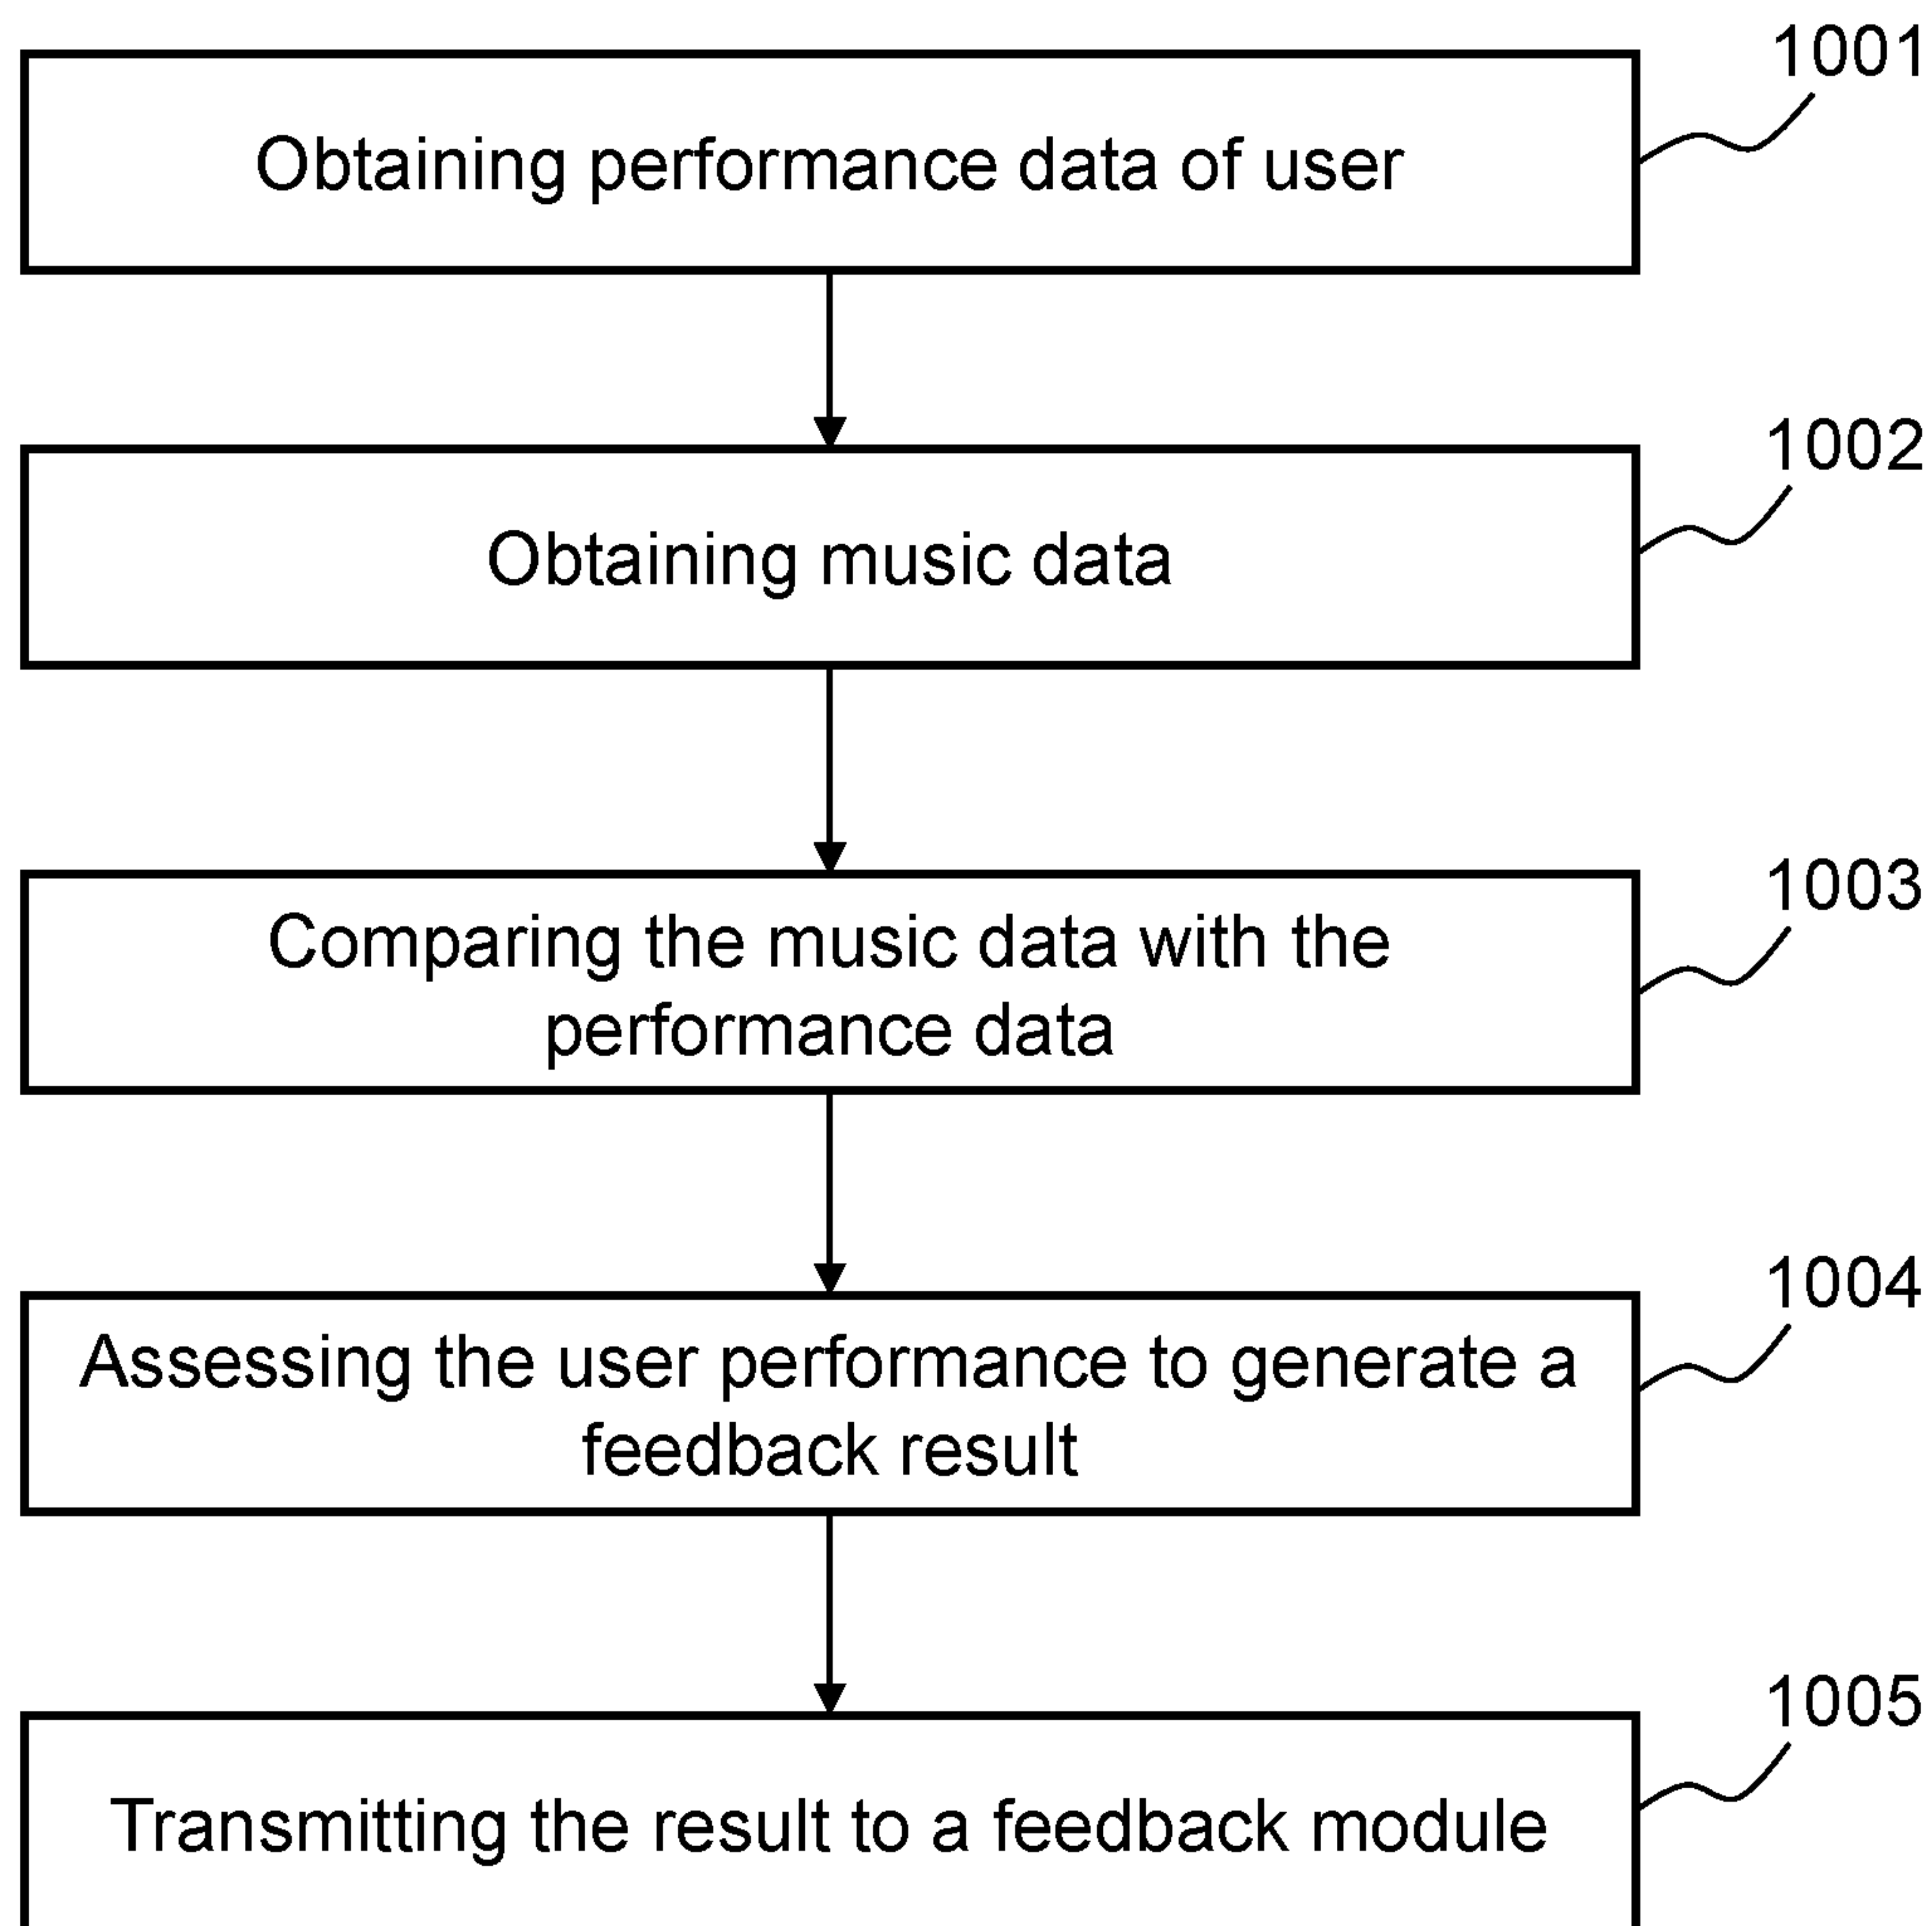 1001
Obtaining performance data of user
1002
Obtaining music data
1003
Comparing the music data with the
performance data
1004
Assessing the user performance to generate a
feedback result
1005
Transmitting the result to a feedback module